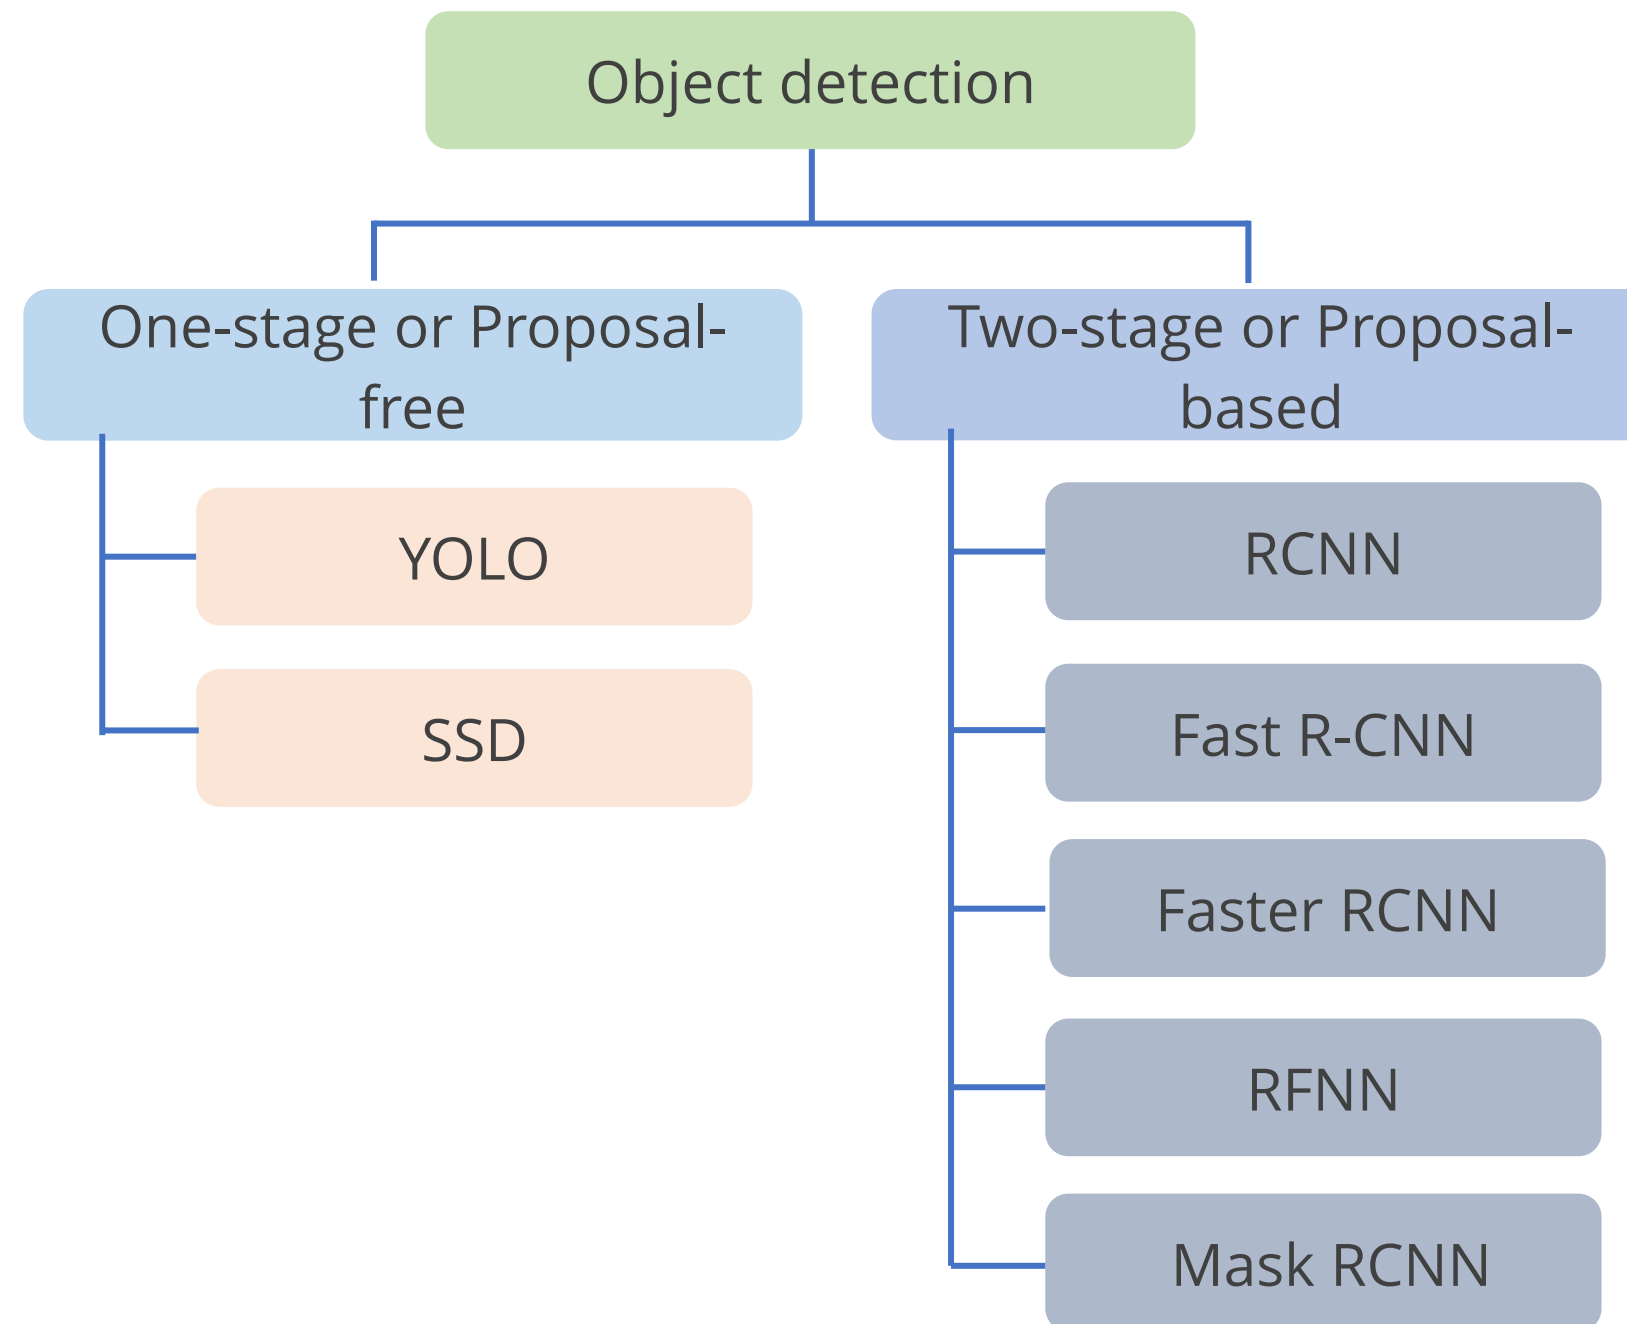 Object detection
One-stage or Proposal-
free
YOLO
SSD
Two-stage or Proposal-
based
RCNN
Fast R-CNN
Faster RCNN
RFNN
Mask RCNN